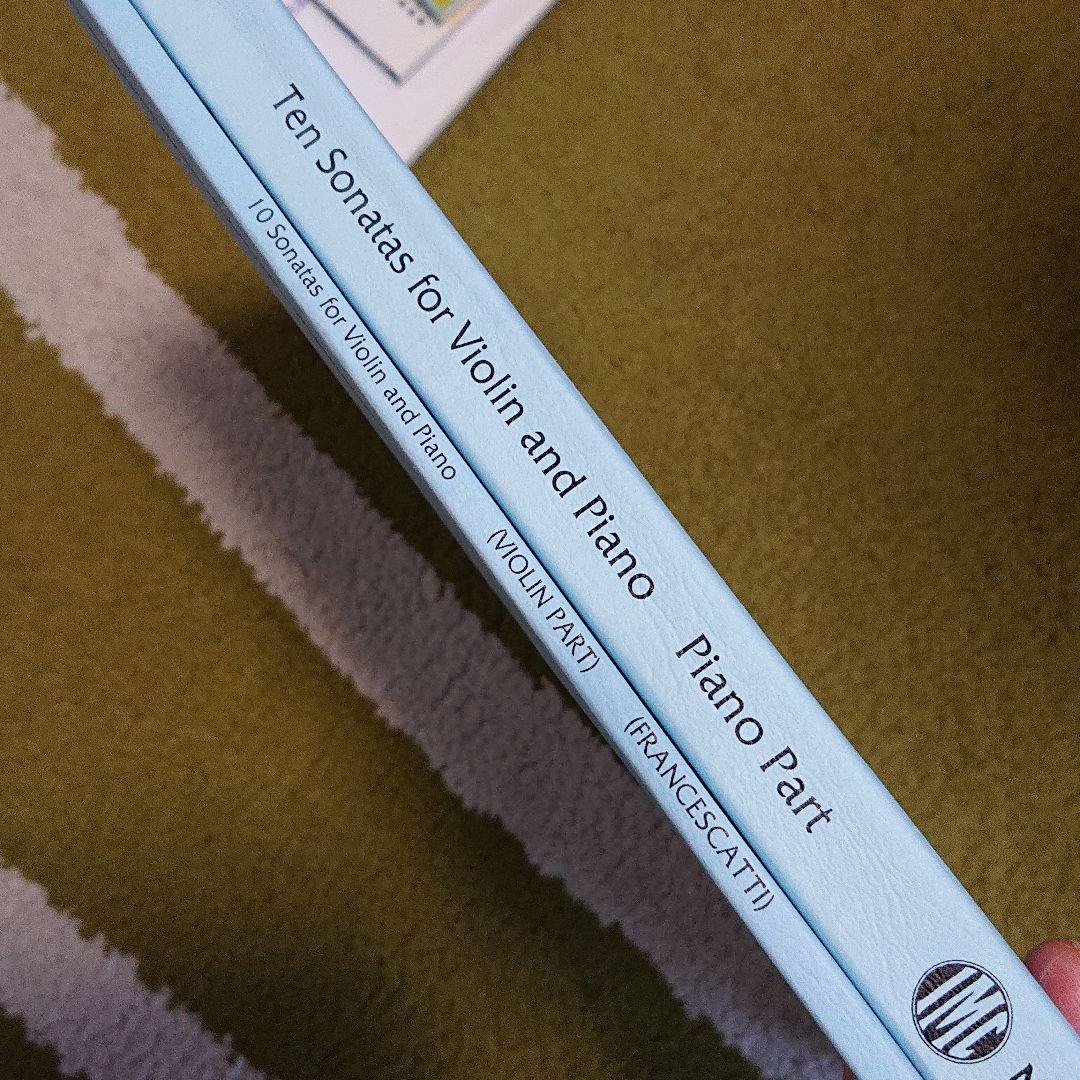 Ten Sonatas for Violin and Piano Piano Part IMC
10 Sonatas for Violin and Piano (VIOLIN PART) (FRANCESCATTI)